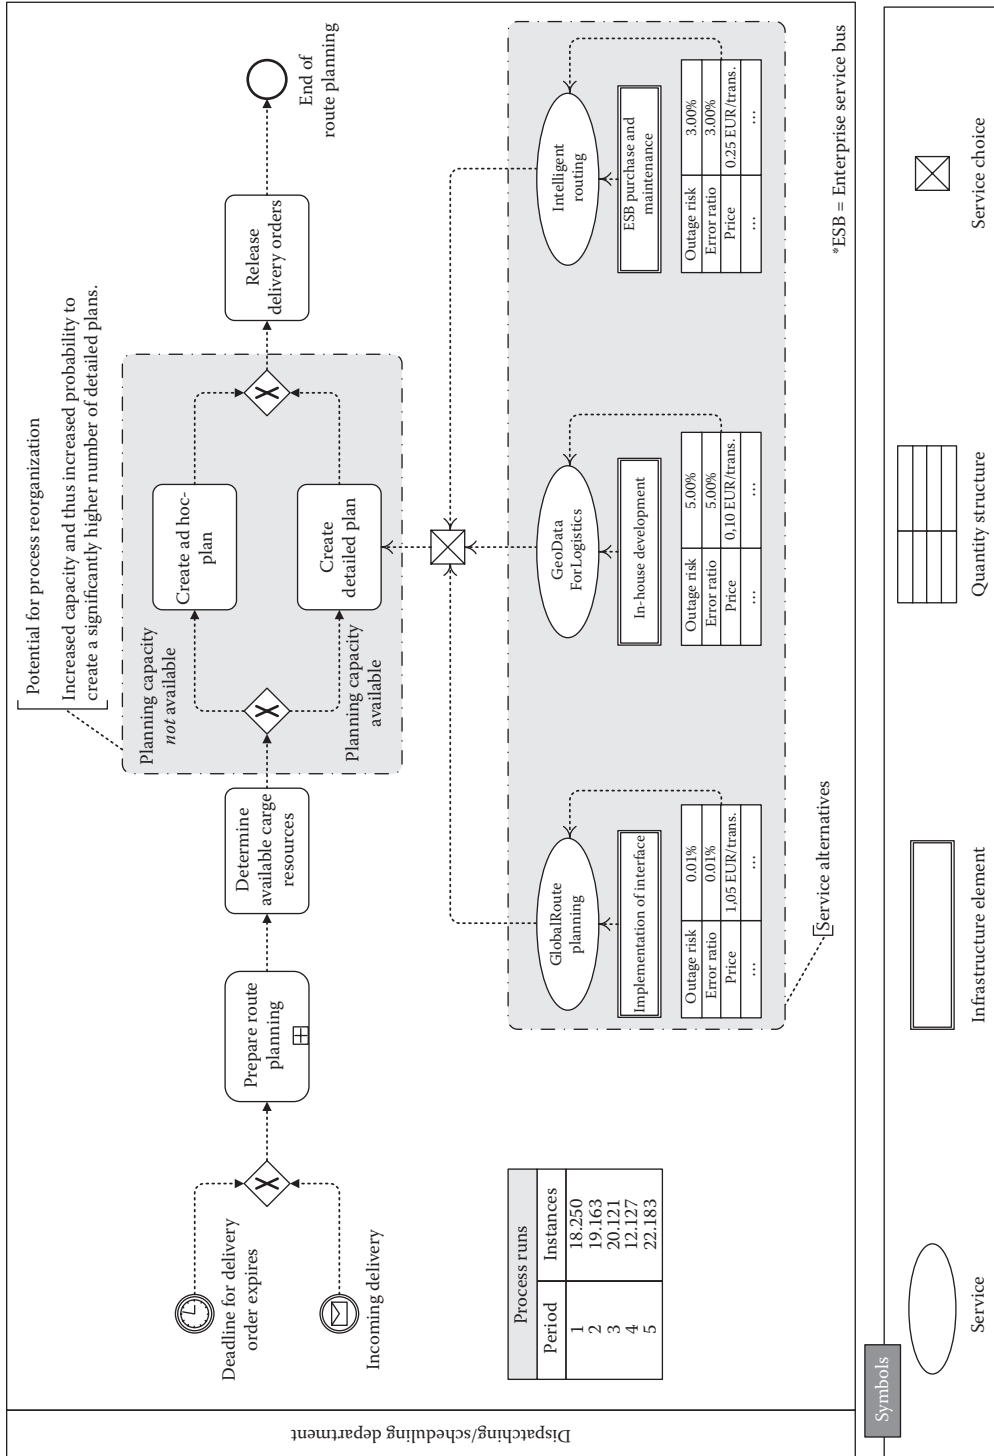 Dispatching/scheduling department
Potential for process reorganization
Increased capacity and thus increased probability to
create a significantly higher number of detailed plans.
Deadline for delivery
order expires
Incoming delivery
X
Prepare route
planning
Determine
available carge
resources
X
Planning capacity
not available
Planning capacity
available
Create ad hoc-
plan
Create
detailed plan
X
Release
delivery orders
End of
route planning
Process runs
Period Instances
1 18.250
2 19.163
3 20.121
4 12.127
5 22.183
GlobalRoute
planning
Implementation of interface
Outage risk 0.01%
Error ratio 0.01%
Price 1,05 EUR/trans.
... ...
GeoData
ForLogistics
In-house development
Outage risk 5.00%
Error ratio 5.00%
Price 0,10 EUR/trans.
... ...
Intelligent
routing
ESB purchase and
maintenance
Outage risk 3.00%
Error ratio 3.00%
Price 0.25 EUR/trans.
... ...
Service alternatives
*ESB = Enterprise service bus
Symbols
Service
Infrastructure element
Quantity structure
Service choice